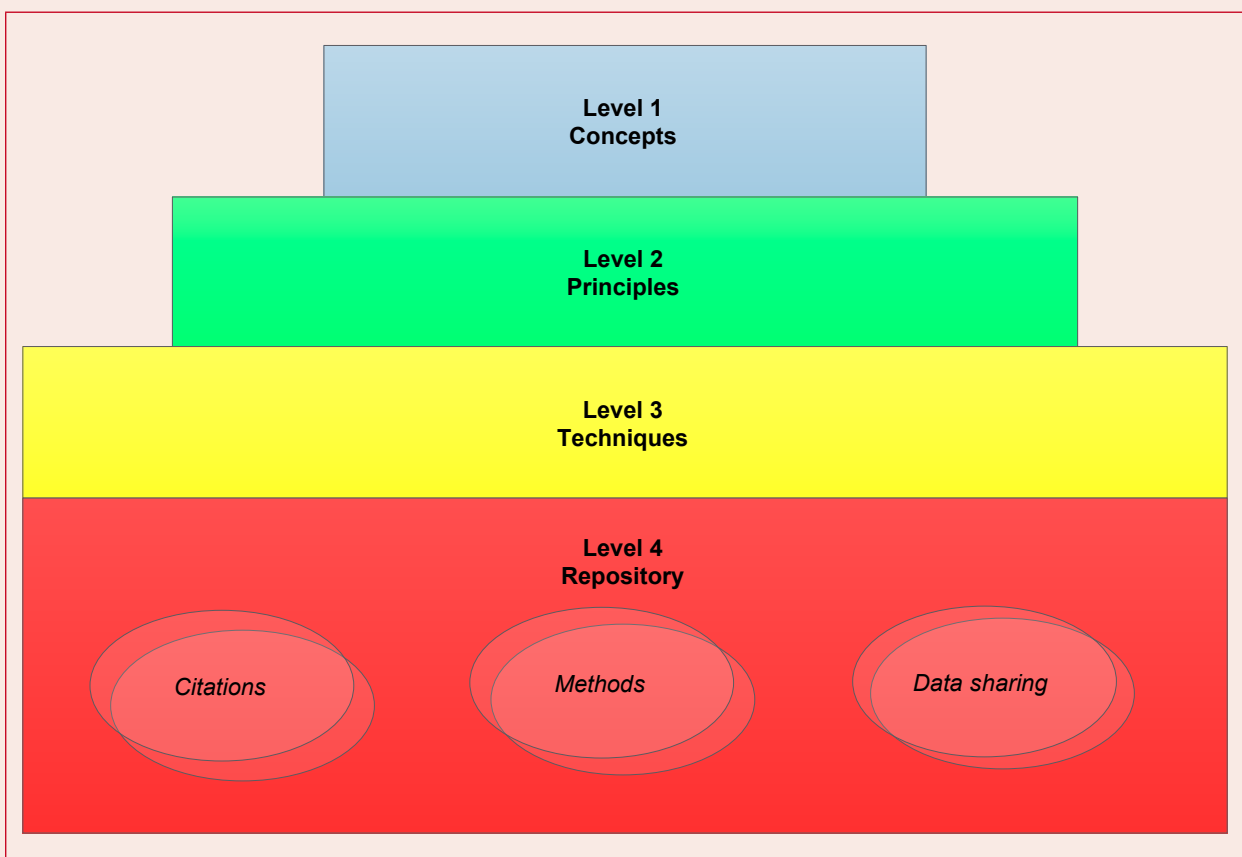 Level 1
Concepts
Level 2
Principles
Level 3
Techniques
Level 4
Repository
Citations
Methods
Data sharing